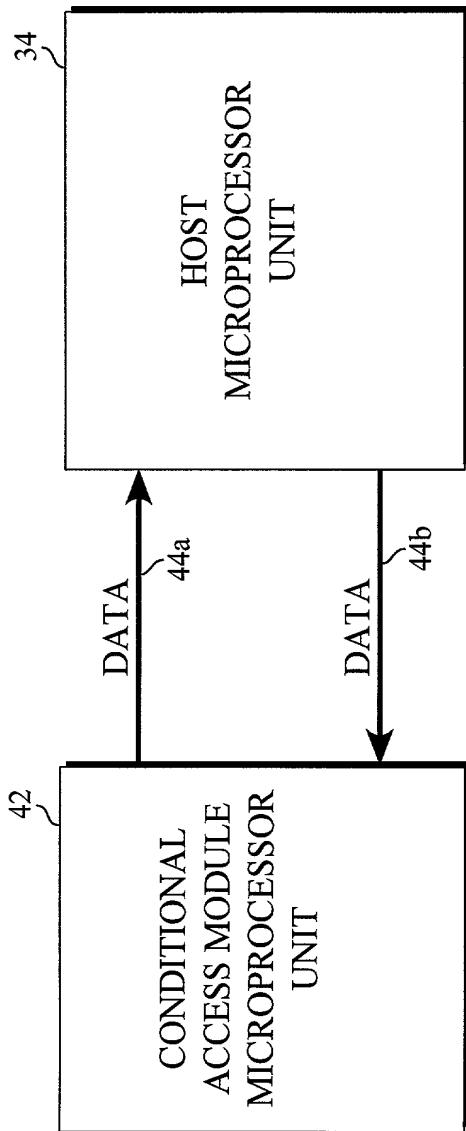 42
CONDITIONAL
ACCESS MODULE
MICROPROCESSOR
UNIT
DATA
44a
DATA
44b
34
HOST
MICROPROCESSOR
UNIT